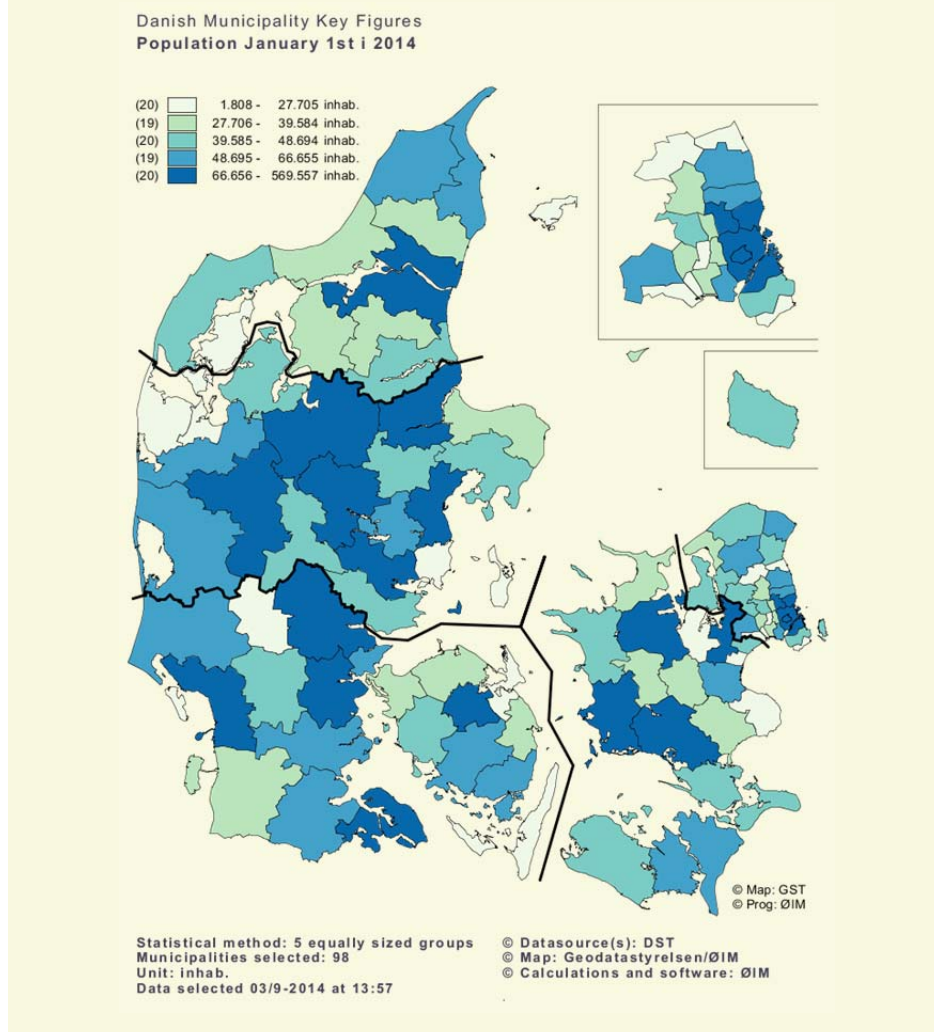 Danish Municipality Key Figures
Population January 1st i 2014
(20) 1.808 - 27.705 inhab.
(19) 27.706 - 39.584 inhab.
(20) 39.585 - 48.694 inhab.
(19) 48.695 - 66.655 inhab.
(20) 66.656 - 569.557 inhab.
© Map: GST
© Prog: ØIM
Statistical method: 5 equally sized groups
Municipalities selected: 98
Unit: inhab.
Data selected 03/9-2014 at 13:57
© Datasource(s): DST
© Map: Geodatastyrelsen/ØIM
© Calculations and software: ØIM